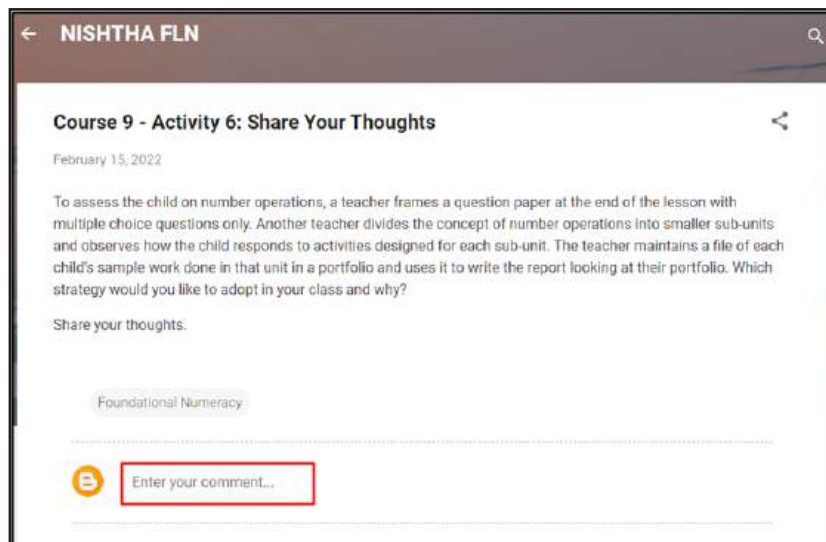 NISHTHA FLN
Course 9 - Activity 6: Share Your Thoughts
February 15, 2022
To assess the child on number operations, a teacher frames a question paper at the end of the lesson with
multiple choice questions only. Another teacher divides the concept of number operations into smaller sub-units
and observes how the child responds to activities designed for each sub-unit. The teacher maintains a file of each
child's sample work done in that unit in a portfolio and uses it to write the report looking at their portfolio. Which
strategy would you like to adopt in your class and why?
Share your thoughts.
Foundational Numeracy
Enter your comment...